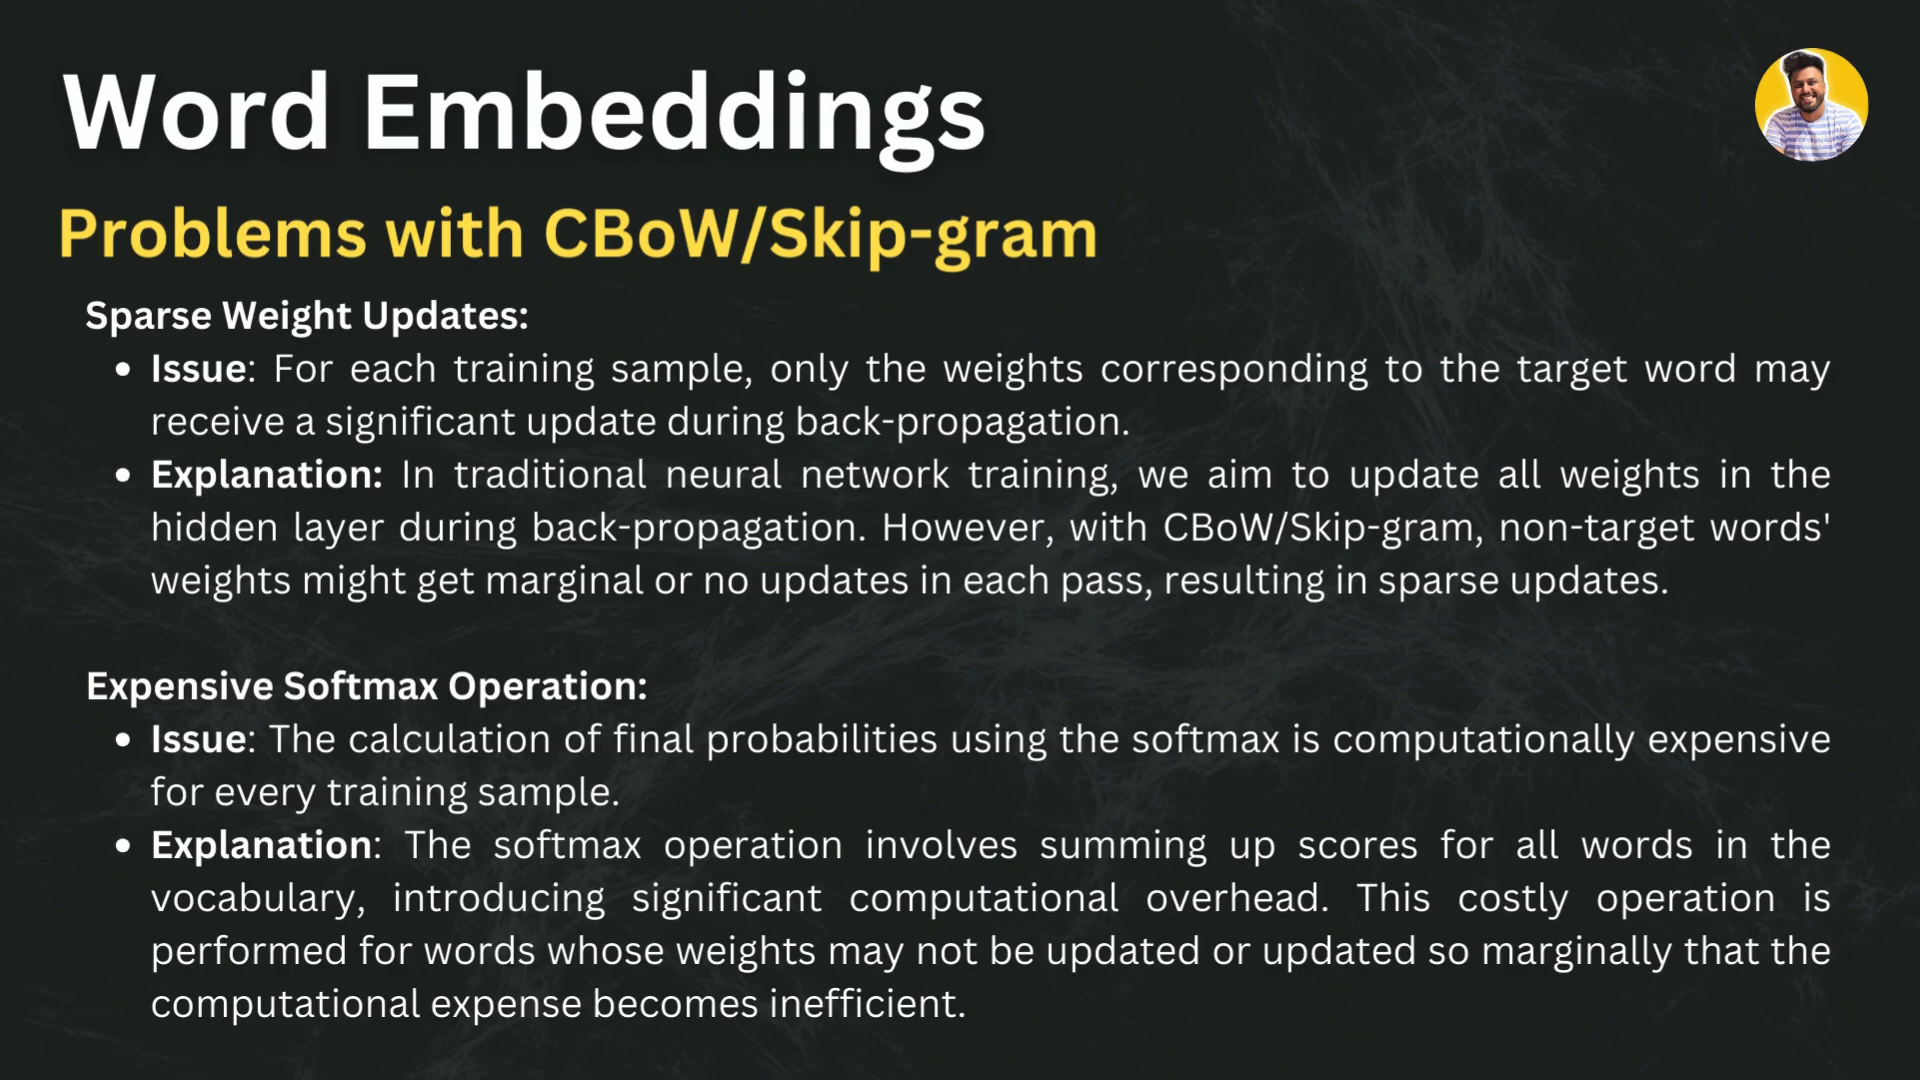 Word Embeddings
Problems with CBoW/Skip-gram
Sparse Weight Updates:
• Issue: For each training sample, only the weights corresponding to the target word may
receive a significant update during back-propagation.
• Explanation: In traditional neural network training, we aim to update all weights in the
hidden layer during back-propagation. However, with CBoW/Skip-gram, non-target words'
weights might get marginal or no updates in each pass, resulting in sparse updates.
Expensive Softmax Operation:
• Issue: The calculation of final probabilities using the softmax is computationally expensive
for every training sample.
• Explanation: The softmax operation involves summing up scores for all words in the
vocabulary, introducing significant computational overhead. This costly operation is
performed for words whose weights may not be updated or updated so marginally that the
computational expense becomes inefficient.